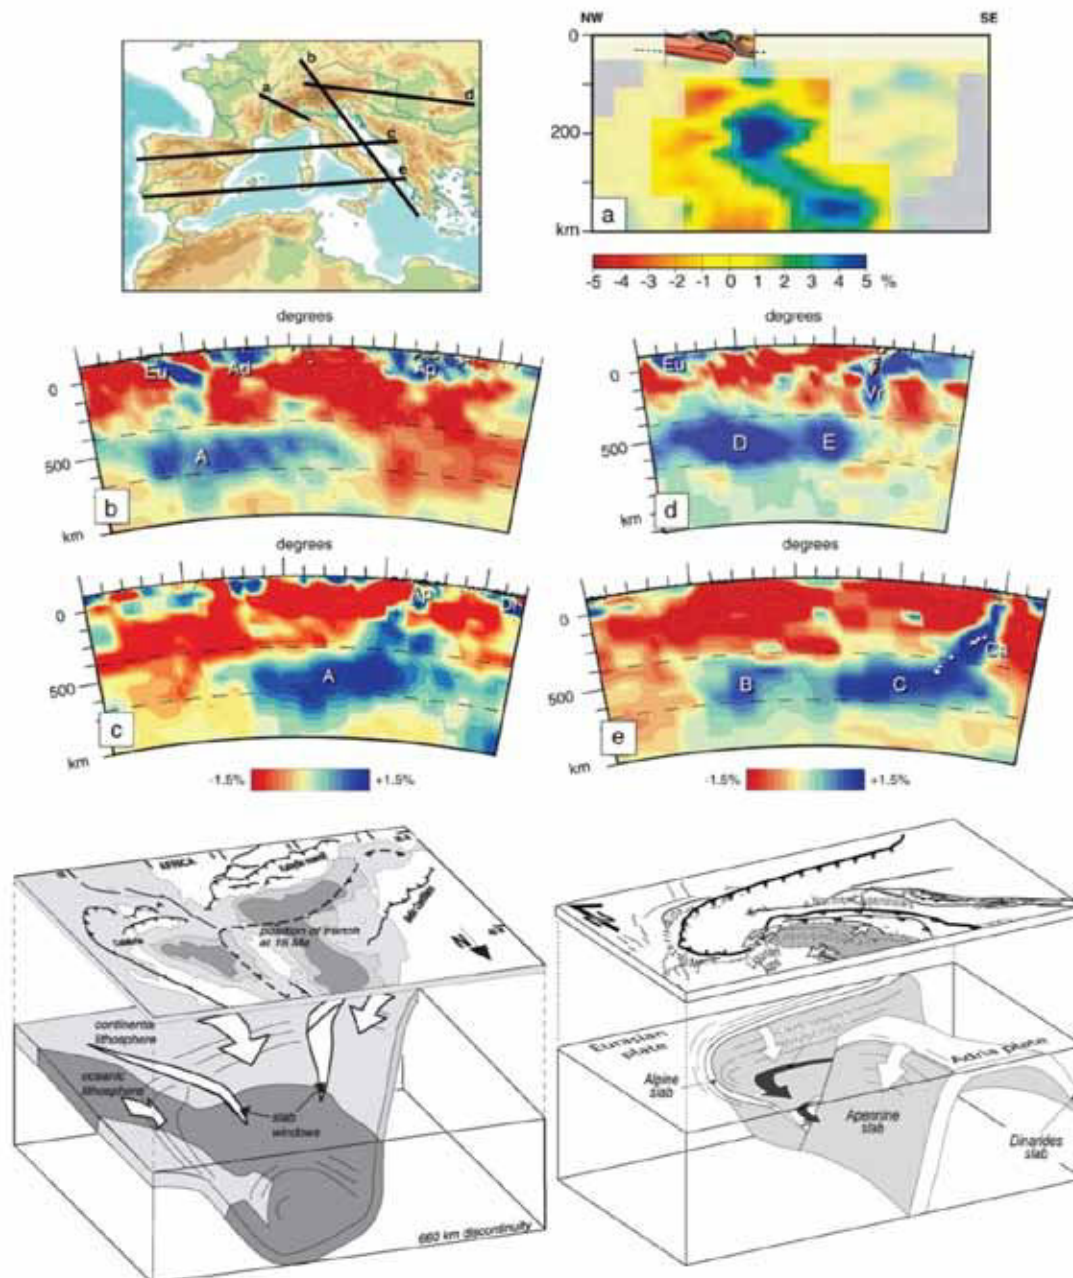 NW
SE
b
a
d
c
e
0
200
km
a
-5 -4 -3 -2 -1 0 1 2 3 4 5 %
degrees
degrees
Eu
Ad
Ap
0
500
km
A
b
Eu
Vr
0
500
km
D
E
d
degrees
degrees
Ap
0
500
km
A
c
0
500
km
B
C
e
-1.5%
+1.5%
-1.5%
+1.5%
AFRICA
position of trench
at 16 Ma
N
continental
lithosphere
oceanic
lithosphere
slab
windows
660 km discontinuity
Eurasian
plate
Adria plate
Alpine
slab
Apennine
slab
Dinarides
slab